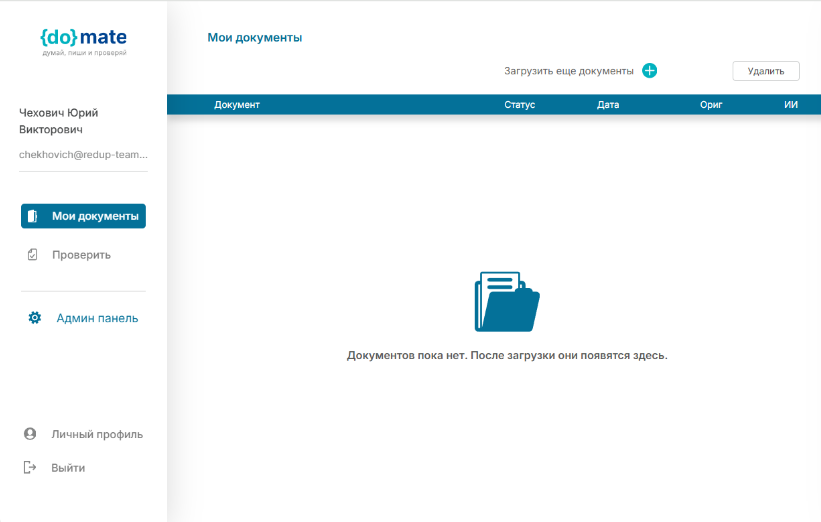 {do}mate
думай, пиши и проверяй
Чехович Юрий
Викторович
chekhovich@redup-team...
Мои документы
Проверить
Админ панель
Личный профиль
Выйти
Мои документы
Загрузить еще документы
Удалить
Документ Статус Дата Ориг ИИ
Документов пока нет. После загрузки они появятся здесь.